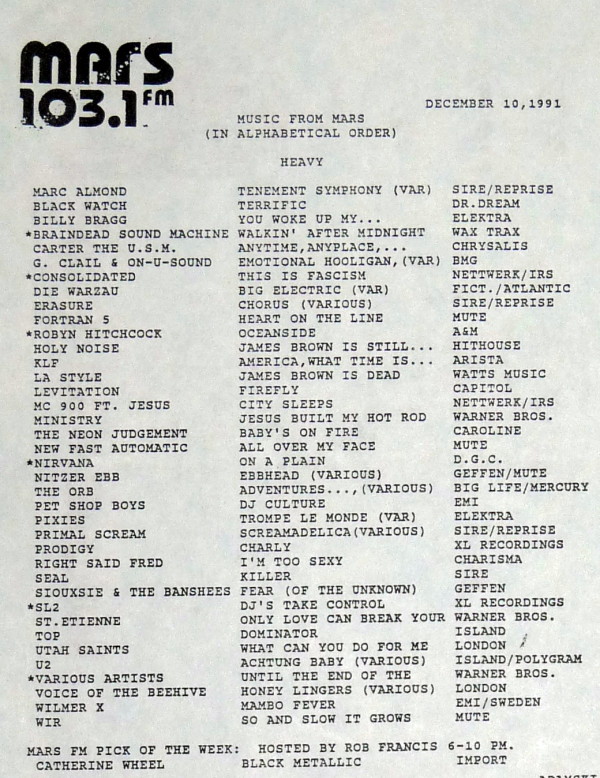 MARS
103.1 FM
DECEMBER 10,1991
MUSIC FROM MARS
(IN ALPHABETICAL ORDER)
HEAVY
MARC ALMOND TENEMENT SYMPHONY (VAR) SIRE/REPRISE
BLACK WATCH TERRIFIC DR.DREAM
BILLY BRAGG YOU WOKE UP MY... ELEKTRA
*BRAINDEAD SOUND MACHINE WALKIN' AFTER MIDNIGHT WAX TRAX
CARTER THE U.S.M. ANYTIME,ANYPLACE,... CHRYSALIS
G. CLAIL & ON-U-SOUND EMOTIONAL HOOLIGAN,(VAR) BMG
*CONSOLIDATED THIS IS FASCISM NETTWERK/IRS
DIE WARZAU BIG ELECTRIC (VAR) FICT./ATLANTIC
ERASURE CHORUS (VARIOUS) SIRE/REPRISE
FORTRAN 5 HEART ON THE LINE MUTE
*ROBYN HITCHCOCK OCEANSIDE A&M
HOLY NOISE JAMES BROWN IS STILL... HITHOUSE
KLF AMERICA,WHAT TIME IS... ARISTA
LA STYLE JAMES BROWN IS DEAD WATTS MUSIC
LEVITATION FIREFLY CAPITOL
MC 900 FT. JESUS CITY SLEEPS NETTWERK/IRS
MINISTRY JESUS BUILT MY HOT ROD WARNER BROS.
THE NEON JUDGEMENT BABY'S ON FIRE CAROLINE
NEW FAST AUTOMATIC ALL OVER MY FACE MUTE
*NIRVANA ON A PLAIN D.G.C.
NITZER EBB EBBHEAD (VARIOUS) GEFFEN/MUTE
THE ORB ADVENTURES...,(VARIOUS) BIG LIFE/MERCURY
PET SHOP BOYS DJ CULTURE EMI
PIXIES TROMPE LE MONDE (VAR) ELEKTRA
PRIMAL SCREAM SCREAMADELICA(VARIOUS) SIRE/REPRISE
PRODIGY CHARLY XL RECORDINGS
RIGHT SAID FRED I'M TOO SEXY CHARISMA
SEAL KILLER SIRE
SIOUXSIE & THE BANSHEES FEAR (OF THE UNKNOWN) GEFFEN
*SL2 DJ'S TAKE CONTROL XL RECORDINGS
ST.ETIENNE ONLY LOVE CAN BREAK YOUR WARNER BROS.
TOP DOMINATOR ISLAND
UTAH SAINTS WHAT CAN YOU DO FOR ME LONDON
U2 ACHTUNG BABY (VARIOUS) ISLAND/POLYGRAM
*VARIOUS ARTISTS UNTIL THE END OF THE WARNER BROS.
VOICE OF THE BEEHIVE HONEY LINGERS (VARIOUS) LONDON
WILMER X MAMBO FEVER EMI/SWEDEN
WIR SO AND SLOW IT GROWS MUTE
MARS FM PICK OF THE WEEK: HOSTED BY ROB FRANCIS 6-10 PM.
CATHERINE WHEEL BLACK METALLIC IMPORT